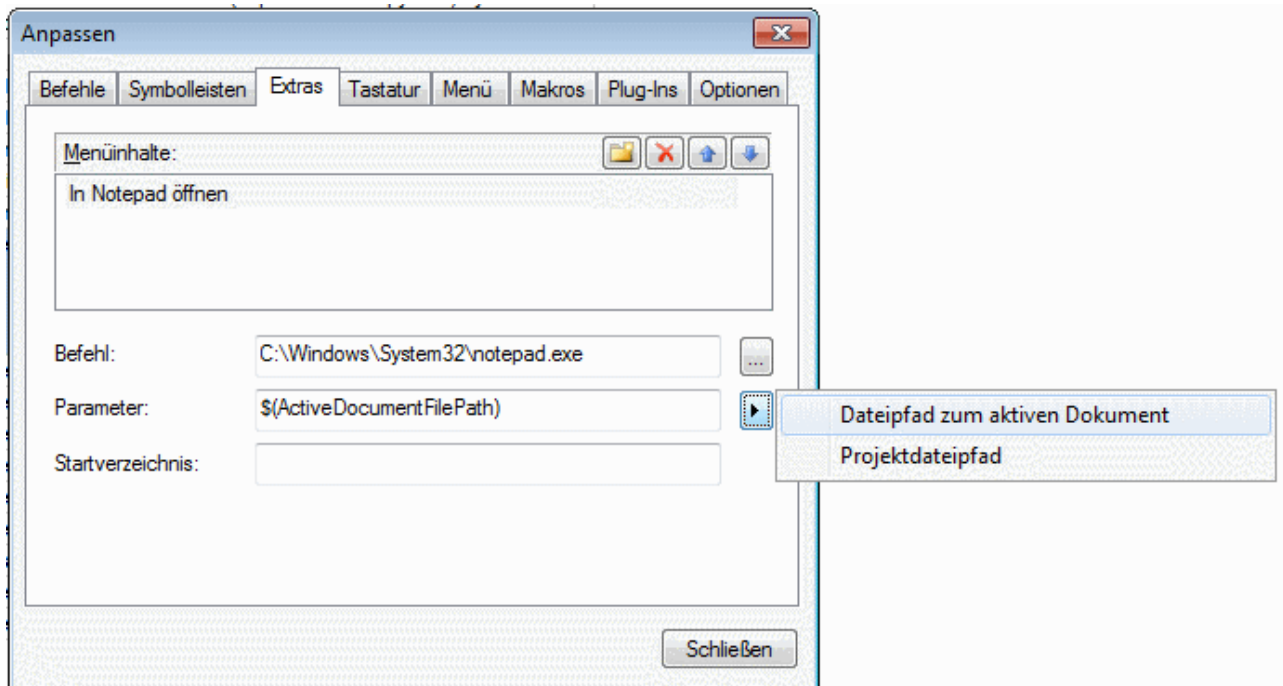 Anpassen
Befehle Symbolleisten Extras Tastatur Menü Makros Plug-Ins Optionen
Menüinhalte:
In Notepad öffnen
Befehl: C:\Windows\System32\notepad.exe ...
Parameter: $(ActiveDocumentFilePath)
Dateipfad zum aktiven Dokument
Projektdateipfad
Startverzeichnis:
Schließen